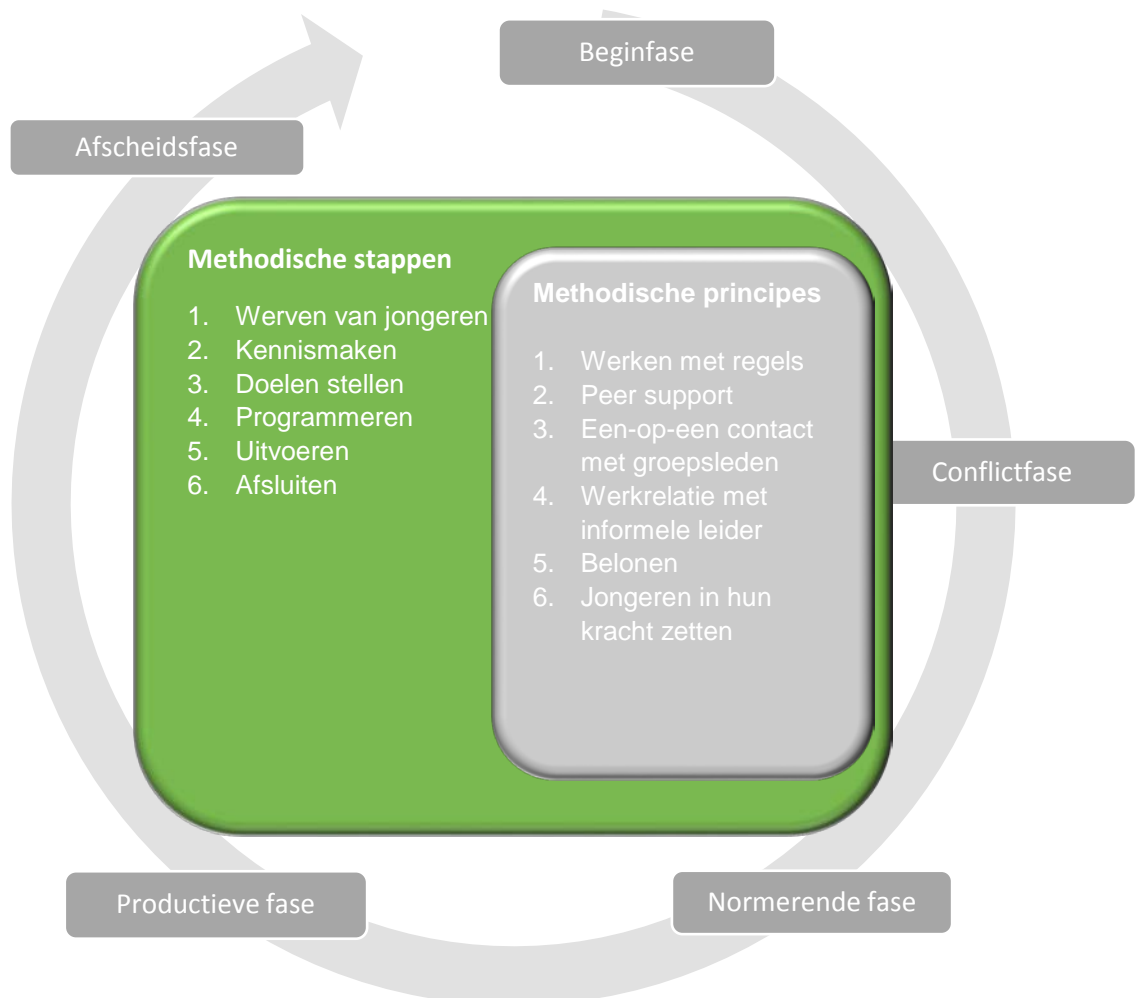 Beginfase
Afscheidsfase
Methodische stappen
1. Werven van jongeren
2. Kennismaken
3. Doelen stellen
4. Programmeren
5. Uitvoeren
6. Afsluiten
Methodische principes
1. Werken met regels
2. Peer support
3. Een-op-een contact
met groepsleden
4. Werkrelatie met
informele leider
5. Belonen
6. Jongeren in hun
kracht zetten
Conflictfase
Productieve fase
Normerende fase